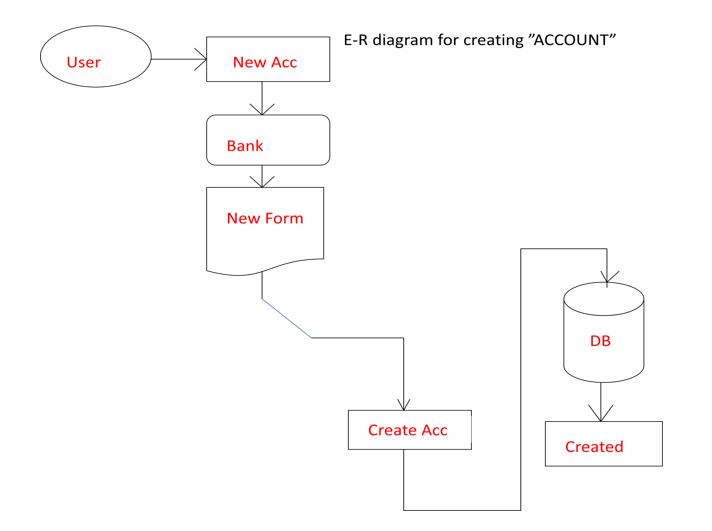 E-R diagram for creating ”ACCOUNT”
User
New Acc
Bank
New Form
Create Acc
DB
Created